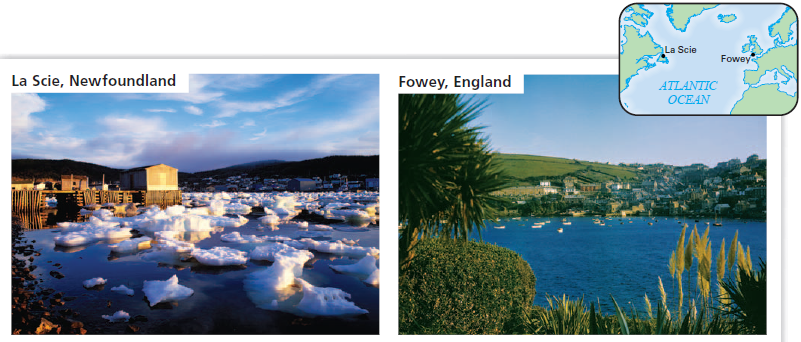 La Scie
Fowey
ATLANTIC
OCEAN
La Scie, Newfoundland
Fowey, England